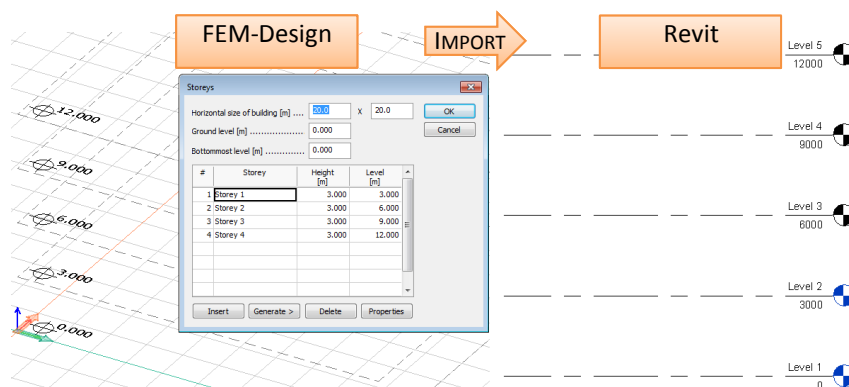 FEM-Design
IMPORT
Revit
Storeys
Horizontal size of building [m] .... 20.0 X 20.0
Ground level [m] ................... 0.000
Bottommost level [m] .............. 0.000
OK
Cancel
# Storey Height [m] Level [m]
1 Storey 1 3.000 3.000
2 Storey 2 3.000 6.000
3 Storey 3 3.000 9.000
4 Storey 4 3.000 12.000
Insert Generate > Delete Properties
12.000
9.000
6.000
3.000
0.000
Level 5
12000
Level 4
9000
Level 3
6000
Level 2
3000
Level 1
0